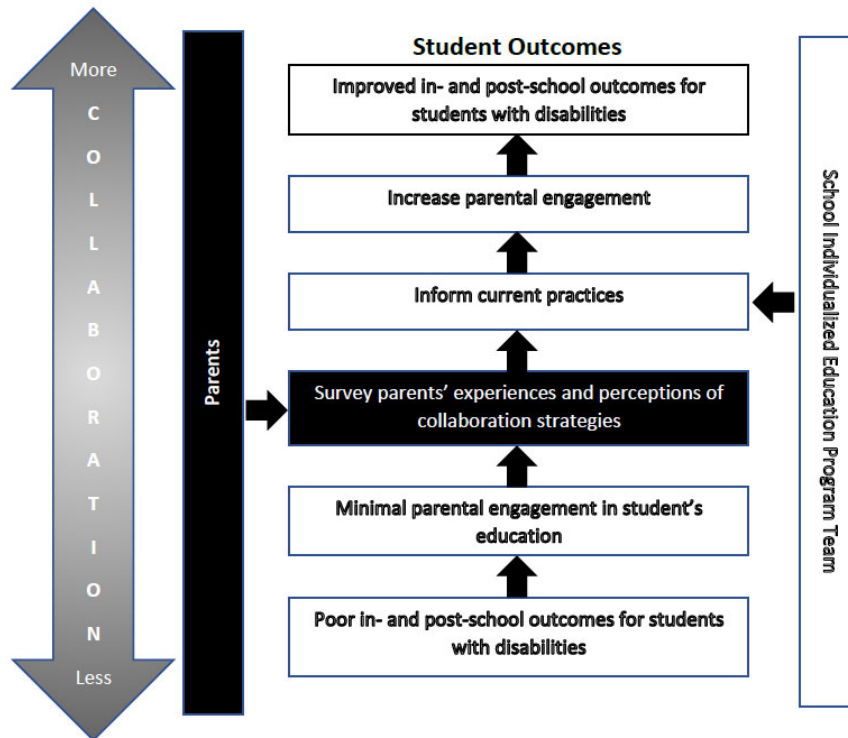 More
COLLABORATION
Less
Parents
Student Outcomes
Improved in- and post-school outcomes for
students with disabilities
Increase parental engagement
Inform current practices
Survey parents’ experiences and perceptions of
collaboration strategies
Minimal parental engagement in student’s
education
Poor in- and post-school outcomes for students
with disabilities
School Individualized Education Program Team